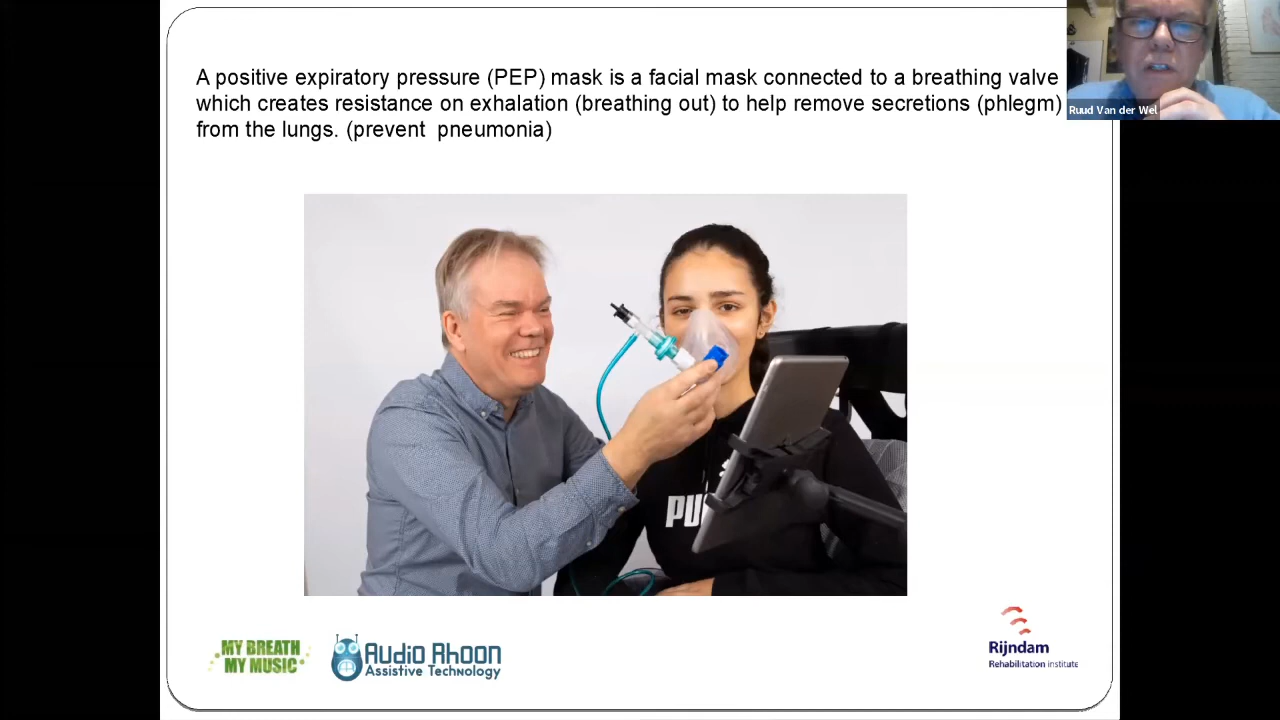 A positive expiratory pressure (PEP) mask is a facial mask connected to a breathing valve
which creates resistance on exhalation (breathing out) to help remove secretions (phlegm)
from the lungs. (prevent  pneumonia)
Ruud Van der Wel
PU
MY BREATH
MY MUSIC
Audio Rhoon
Assistive Technology
Rijndam
Rehabilitation institute